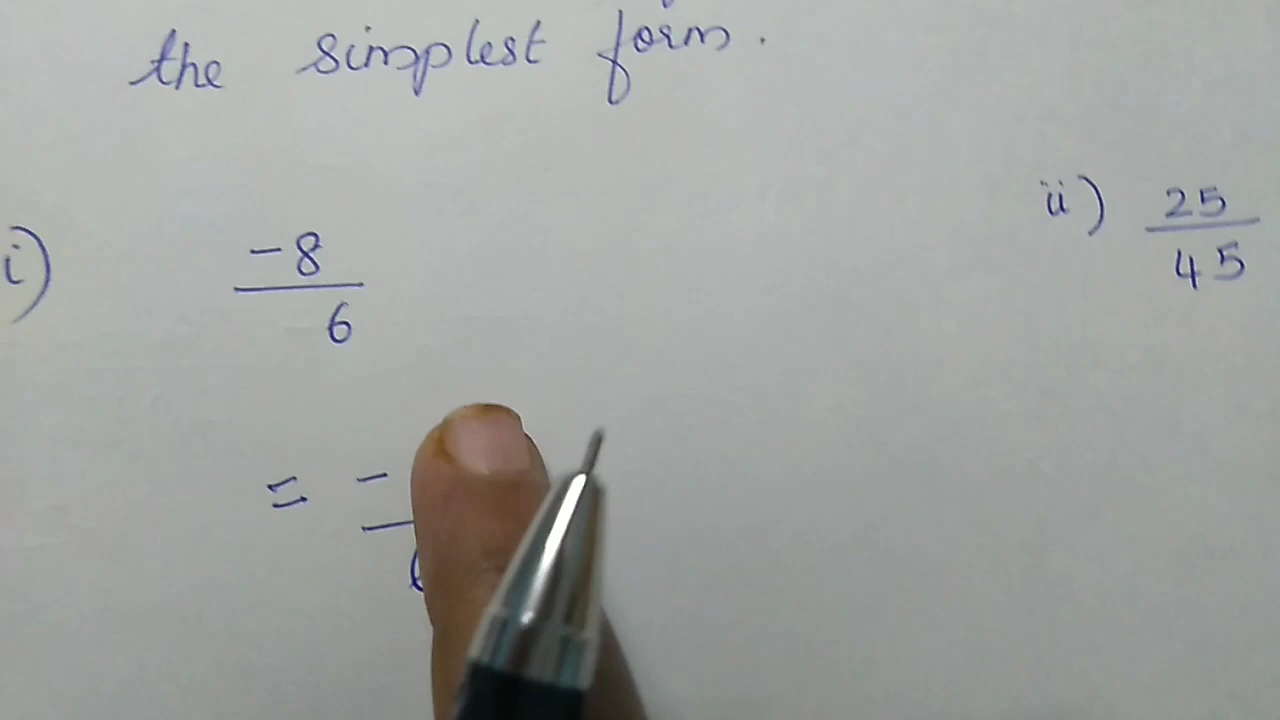 the simplest form.
i) -8/6
ii) 25/45
= -